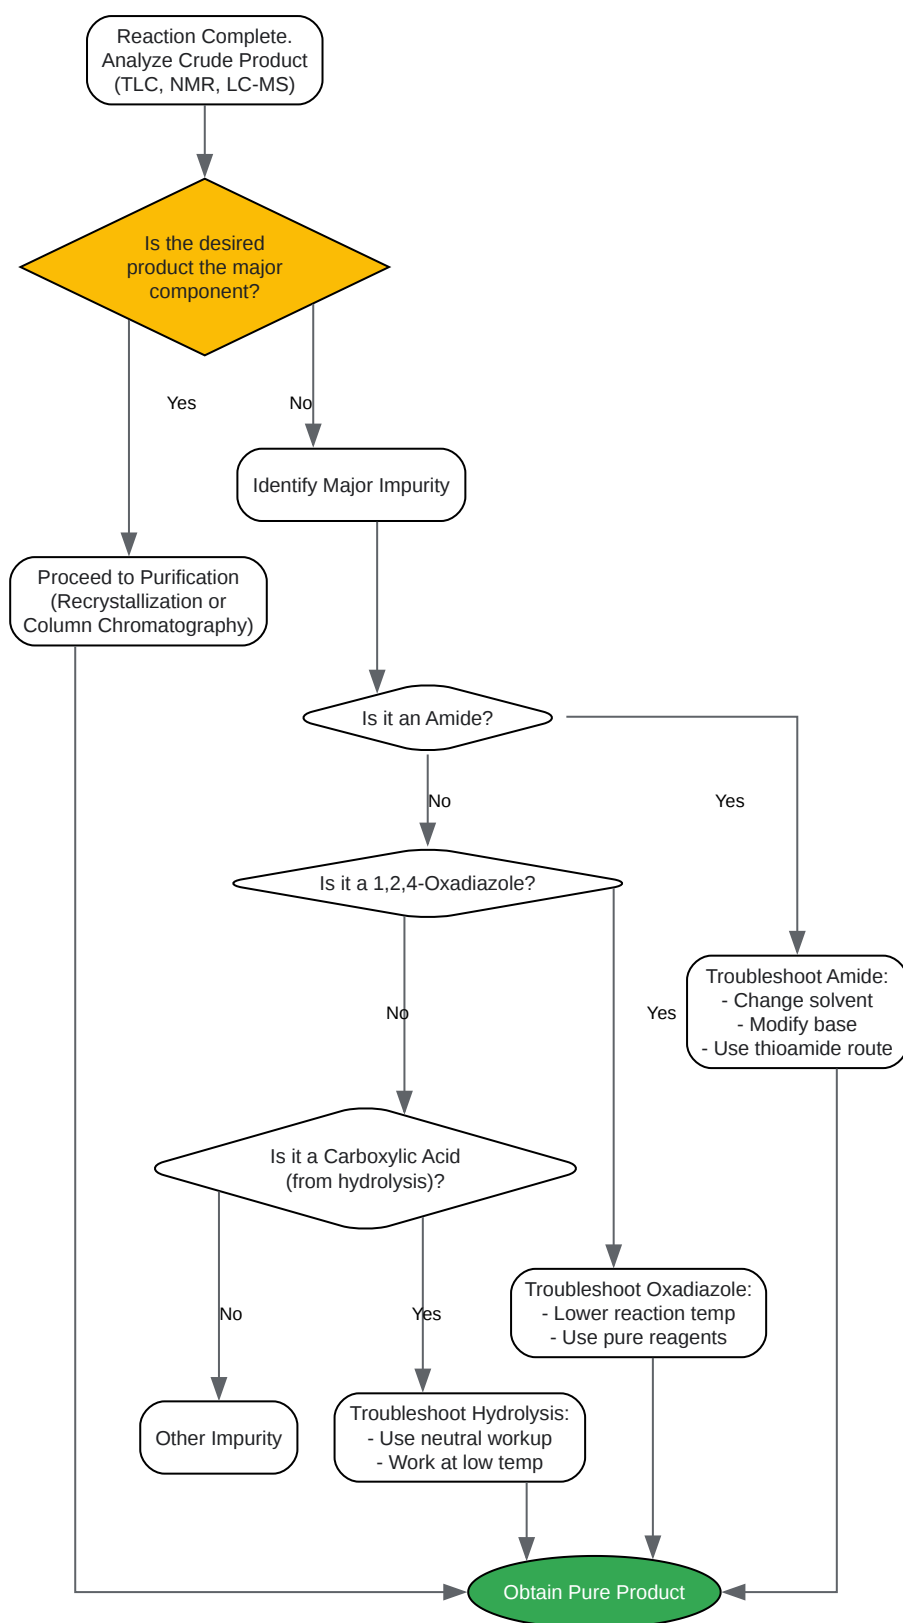 Reaction Complete.
Analyze Crude Product
(TLC, NMR, LC-MS)
Is the desired
product the major
component?
Yes
No
Identify Major Impurity
Proceed to Purification
(Recrystallization or
Column Chromatography)
Is it an Amide?
No
Yes
Is it a 1,2,4-Oxadiazole?
No
Yes
Troubleshoot Amide:
- Change solvent
- Modify base
- Use thioamide route
Is it a Carboxylic Acid
(from hydrolysis)?
No
Yes
Troubleshoot Oxadiazole:
- Lower reaction temp
- Use pure reagents
Other Impurity
Troubleshoot Hydrolysis:
- Use neutral workup
- Work at low temp
Obtain Pure Product